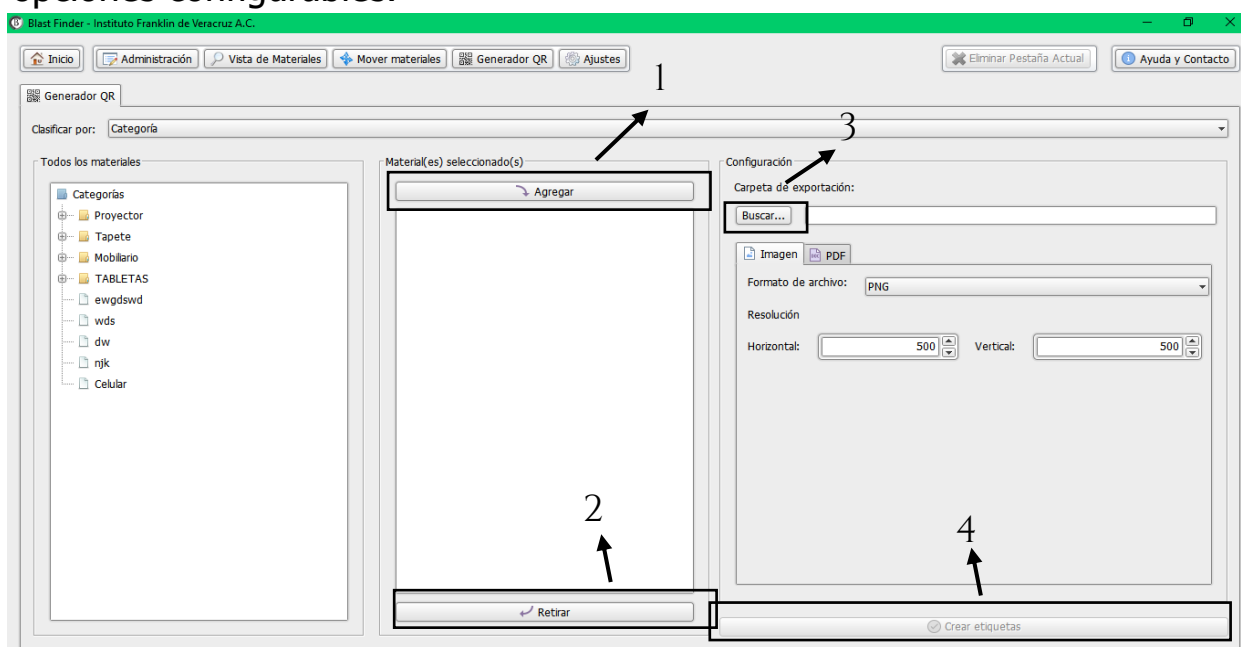 opciones configurables.
Blast Finder - Instituto Franklin de Veracruz A.C.
Inicio Administración Vista de Materiales Mover materiales Generador QR Ajustes Eliminar Pestaña Actual Ayuda y Contacto
1
Generador QR
Clasificar por: Categoría
3
Todos los materiales
Categorías
Proyector
Tapete
Mobiliario
TABLETAS
ewgdswd
wds
dw
njk
Celular
Material(es) seleccionado(s)
Agregar
2
Retirar
Configuración
Carpeta de exportación:
Buscar...
Imagen PDF
Formato de archivo: PNG
Resolución
Horizontal: 500 Vertical: 500
4
Crear etiquetas